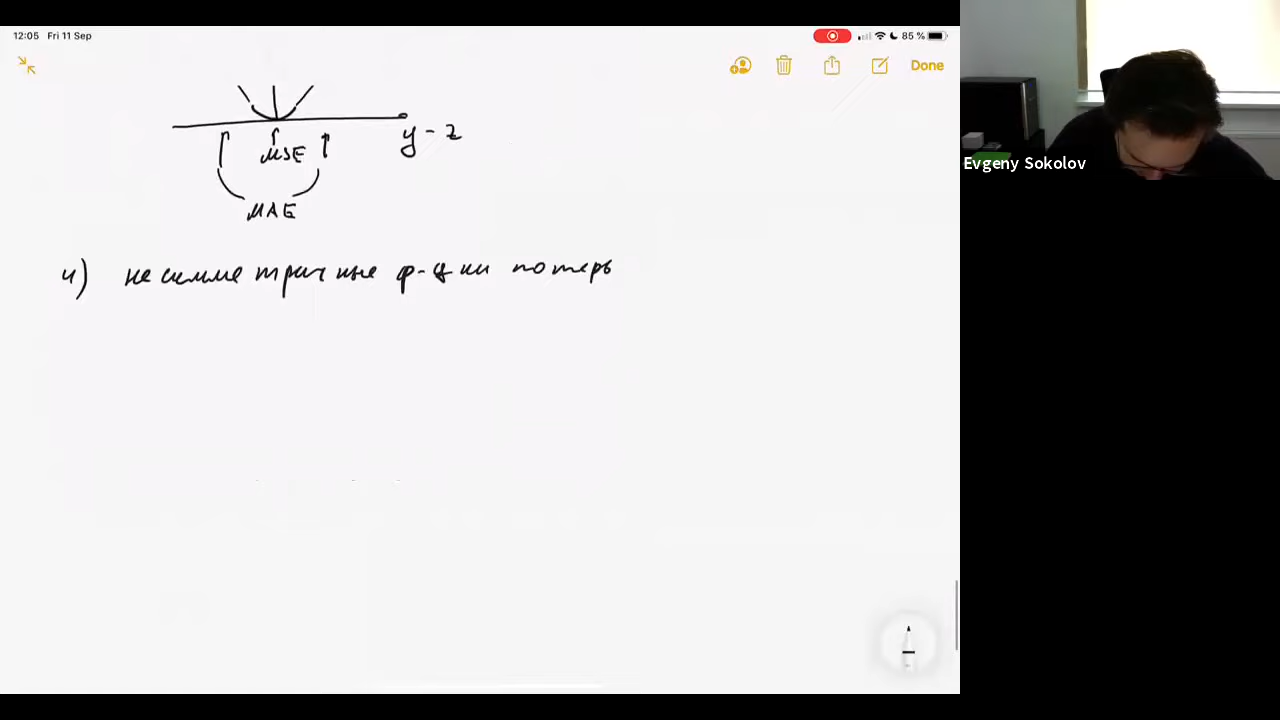 12:05 Fri 11 Sep
85 %
Done
y - z
MSE
MAE
Evgeny Sokolov
4) несимметричные ф-ции потерь